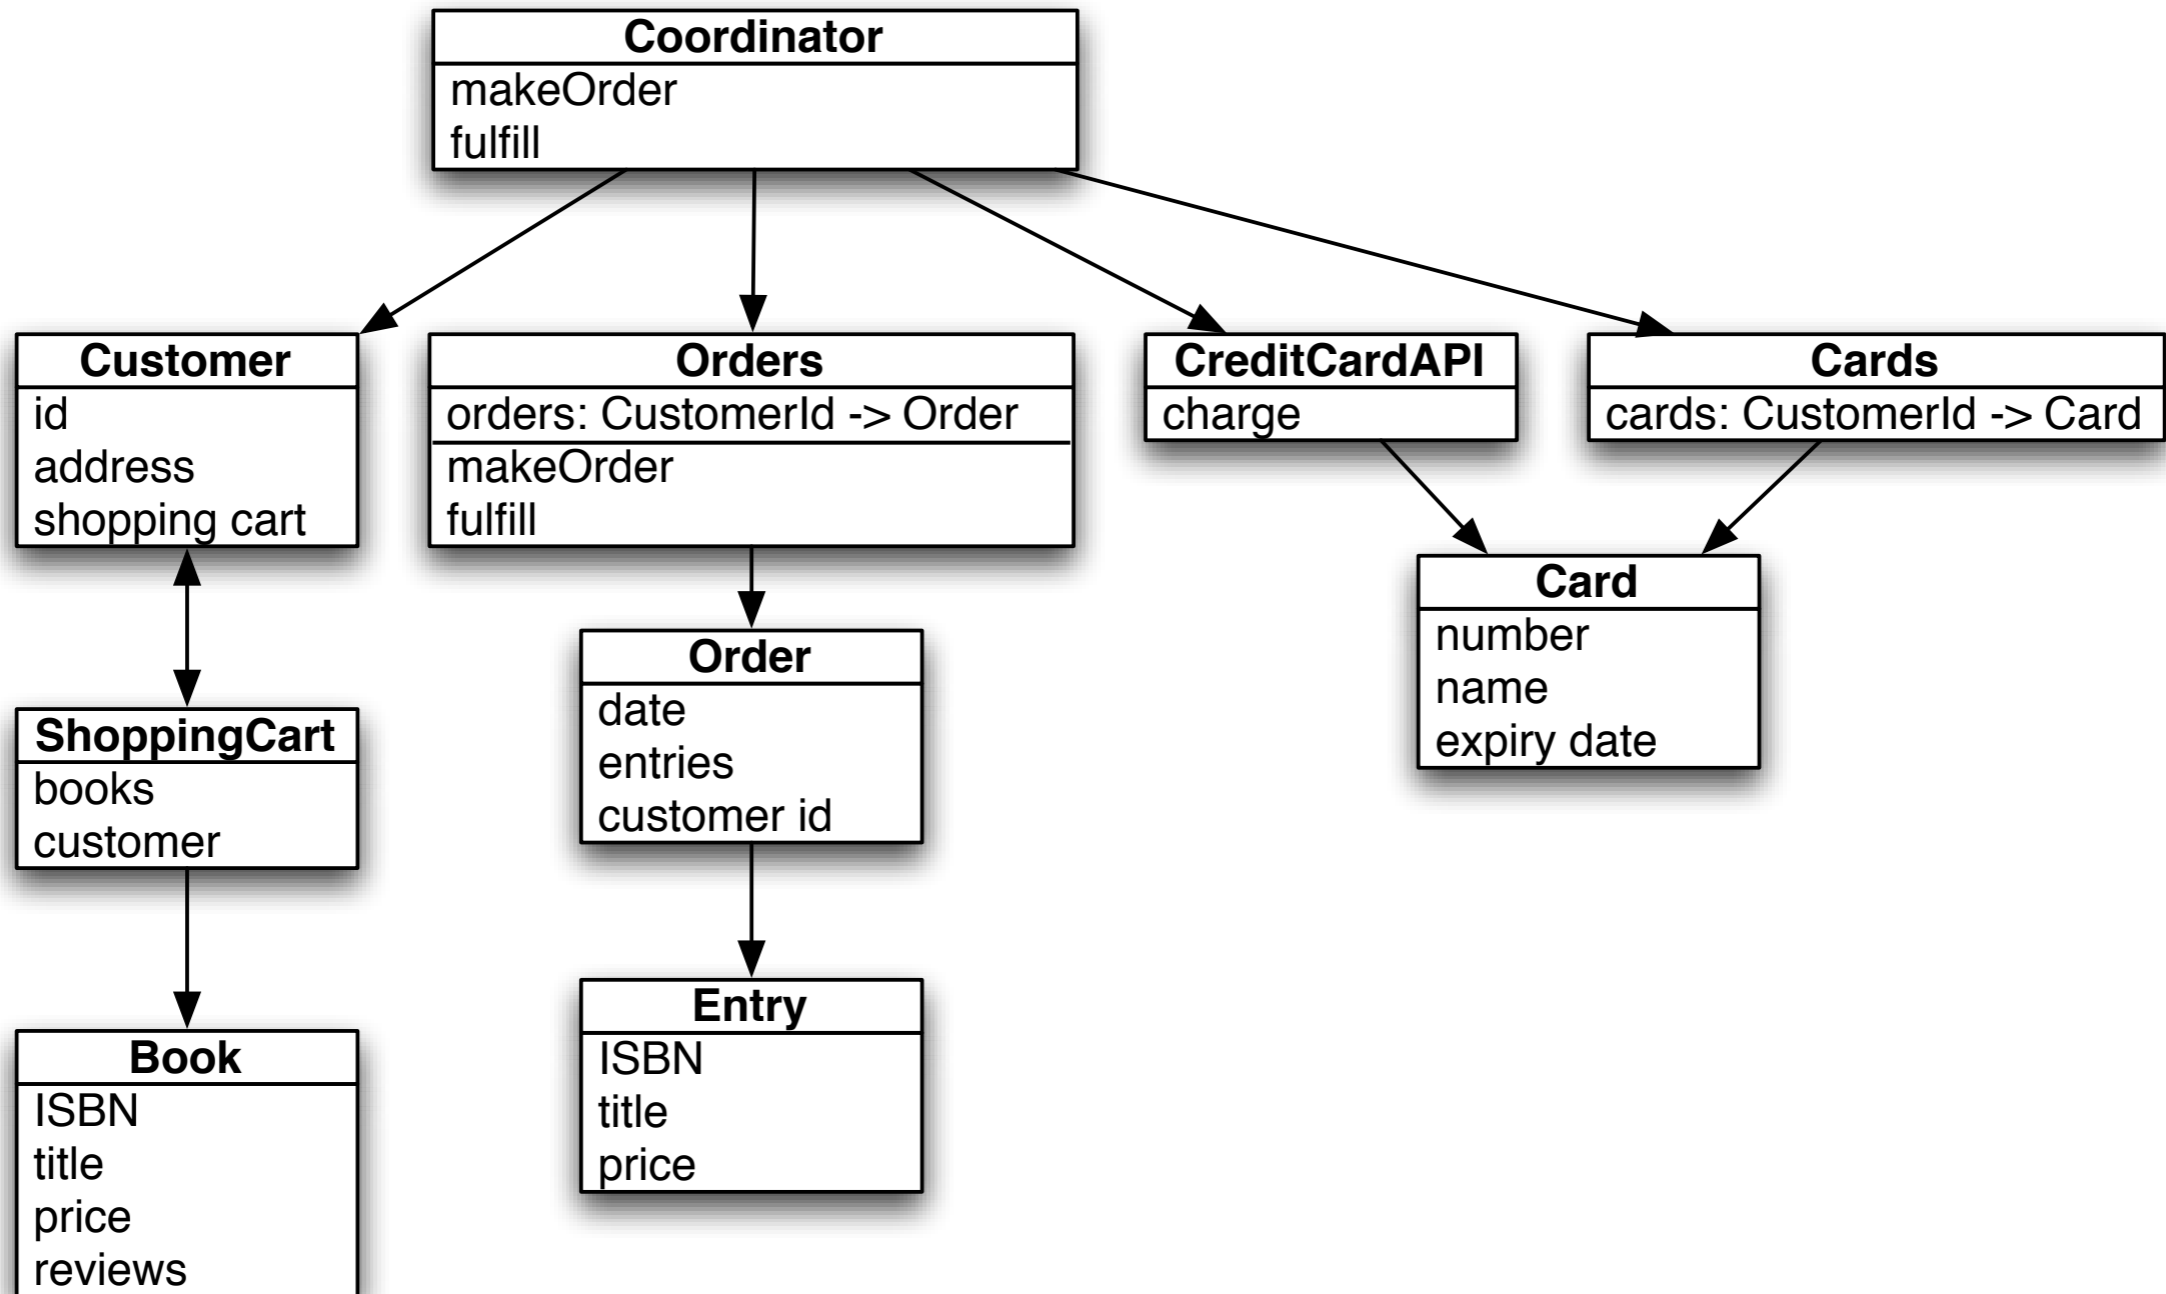 Coordinator
makeOrder
fulfill
Customer
id
address
shopping cart
Orders
orders: CustomerId -> Order
makeOrder
fulfill
CreditCardAPI
charge
Cards
cards: CustomerId -> Card
Card
number
name
expiry date
Order
date
entries
customer id
ShoppingCart
books
customer
Entry
ISBN
title
price
Book
ISBN
title
price
reviews